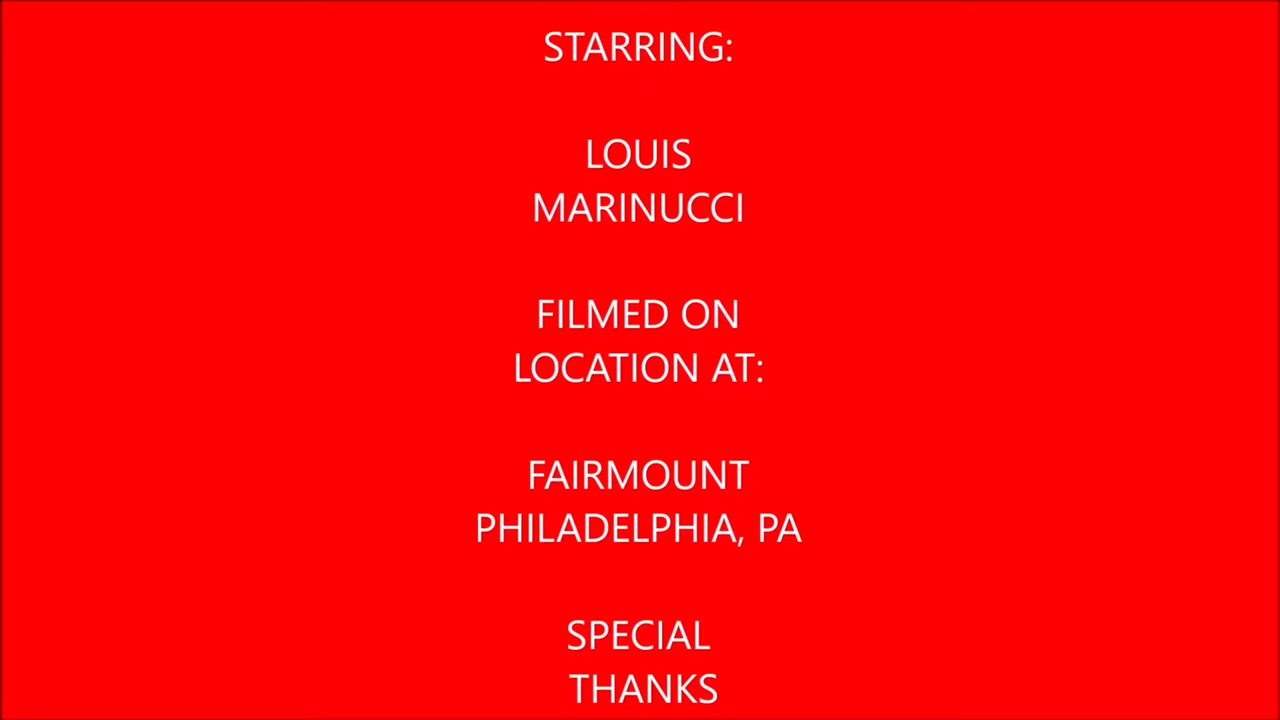 STARRING:
LOUIS
MARINUCCI
FILMED ON
LOCATION AT:
FAIRMOUNT
PHILADELPHIA, PA
SPECIAL
THANKS